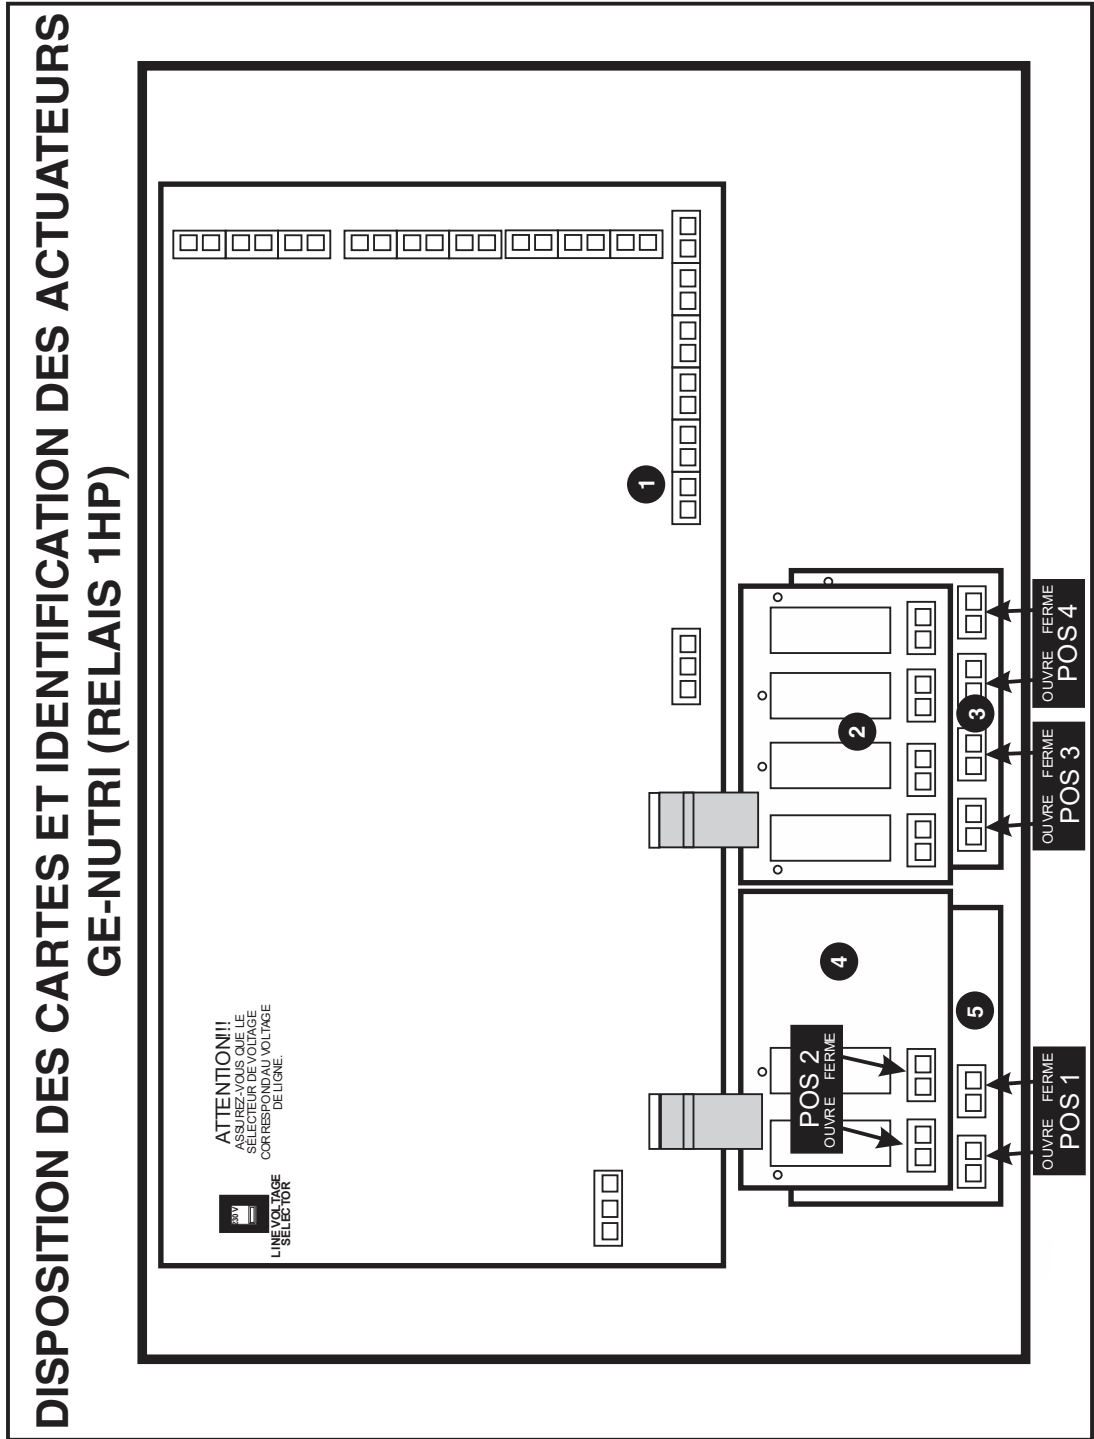 DISPOSITION DES CARTES ET IDENTIFICATION DES ACTUATEURS
GE-NUTRI (RELAIS 1HP)
230 V
LINE VOLTAGE
SELECTOR
ATTENTION!!!
ASSUREZ-VOUS QUE LE
SÉLECTEUR DE VOLTAGE
CORRESPOND AU VOLTAGE
DE LIGNE.
1
POS 2
OUVRE FERME
4
2
5
3
OUVRE FERME
POS 1
OUVRE FERME
POS 3
OUVRE FERME
POS 4